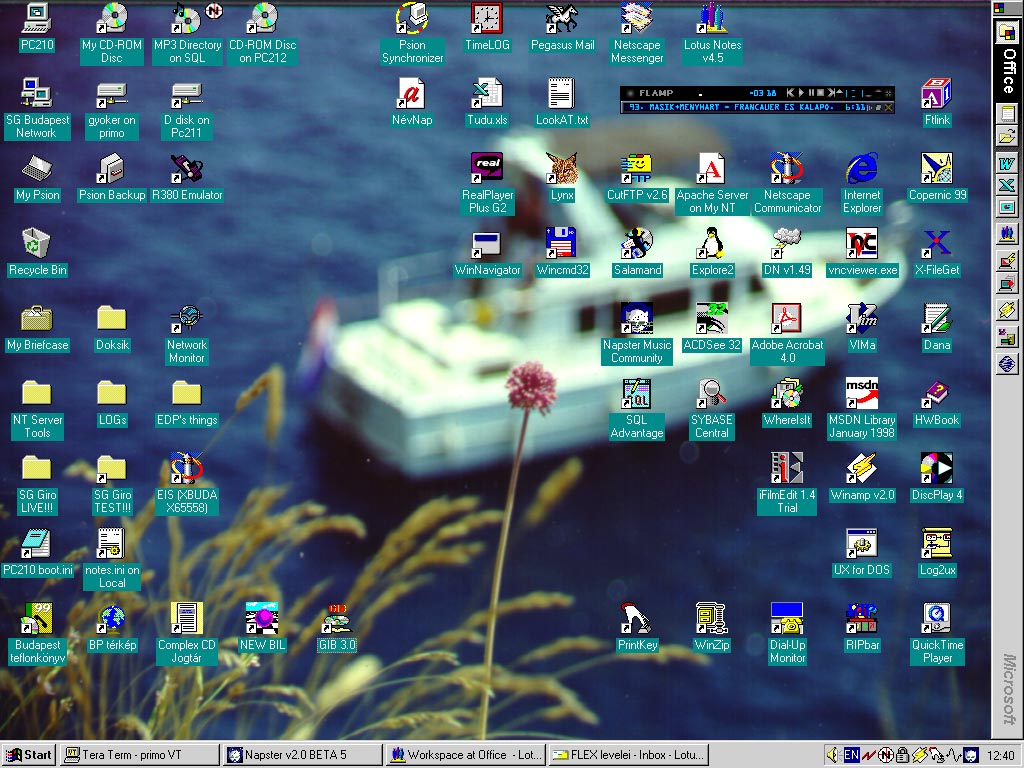 PC210
My CD-ROM
Disc
MP3 Directory
on SQL
CD-ROM Disc
on PC212
Psion
Synchronizer
TimeLOG
Pegasus Mail
Netscape
Messenger
Lotus Notes
v4.5
Office
SG Budapest
Network
gyoker on
primo
D disk on
Pc211
NévNap
Tudu.xls
LookAT.txt
FLAMP
-03 18
93. MASIK+MENYHART - FRANCAUER ES KALAPO.
6:11
Ftlink
My Psion
Psion Backup
R380 Emulator
real
RealPlayer
Plus G2
Lynx
CutFTP v2.6
Apache Server
on My NT
Netscape
Communicator
Internet
Explorer
Copernic 99
Recycle Bin
WinNavigator
Wincmd32
Salamand
Explore2
DN v1.49
vncviewer.exe
X-FileGet
My Briefcase
Doksik
Network
Monitor
Napster Music
Community
ACDSee 32
Adobe Acrobat
4.0
VIMa
Dana
NT Server
Tools
LOGs
EDP's things
SQL
SQL
Advantage
SYBASE
Central
WhereIsIt
msdn
MSDN Library
January 1998
HWBook
SG Giro
LIVE!!!
SG Giro
TEST!!!
EIS (XBUDA
X65558)
iFilmEdit 1.4
Trial
Winamp v2.0
DiscPlay 4
PC210 boot.ini
notes.ini on
Local
UX for DOS
Log2ux
99
Budapest
teflonkönyv
BP térkép
Complex CD
Jogtár
NEW BIL
GIB
GIB 3.0
PrintKey
WinZip
Dial-Up
Monitor
RIPbar
QuickTime
Player
Microsoft
Start
Tera Term - primo VT
Napster v2.0 BETA 5
Workspace at Office - Lot...
FLEX levelei - Inbox - Lotu...
EN
12:40